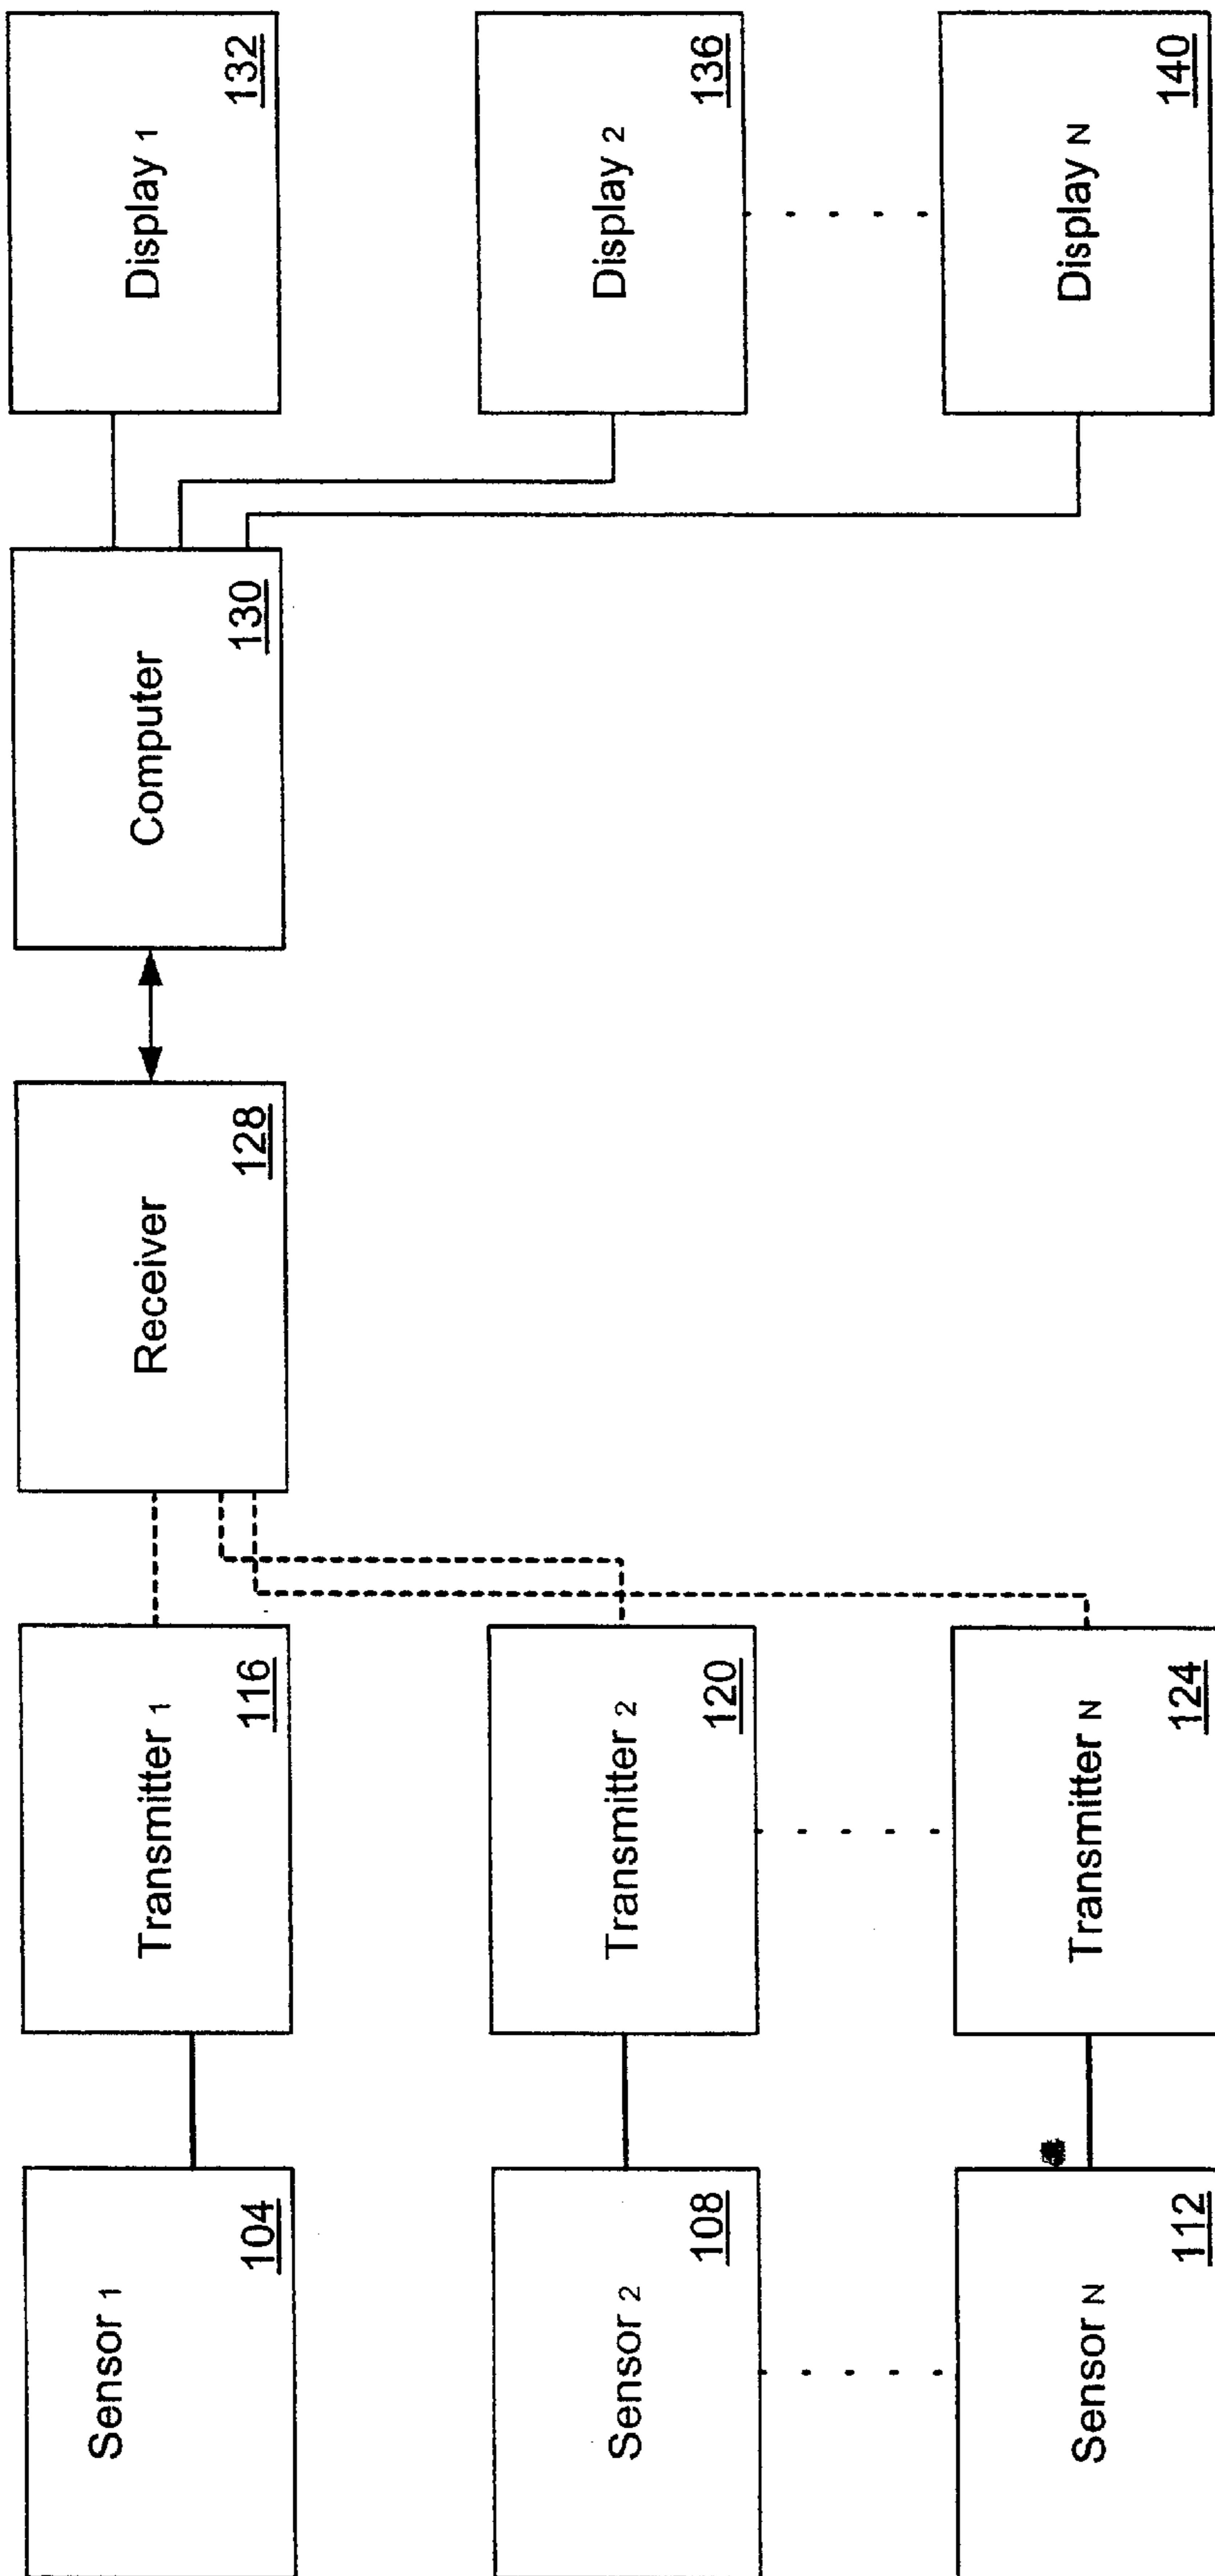 Sensor 1
104
Transmitter 1
116
Receiver
128
Computer
130
Display 1
132
Sensor 2
108
Transmitter 2
120
Display 2
136
Sensor N
112
Transmitter N
124
Display N
140